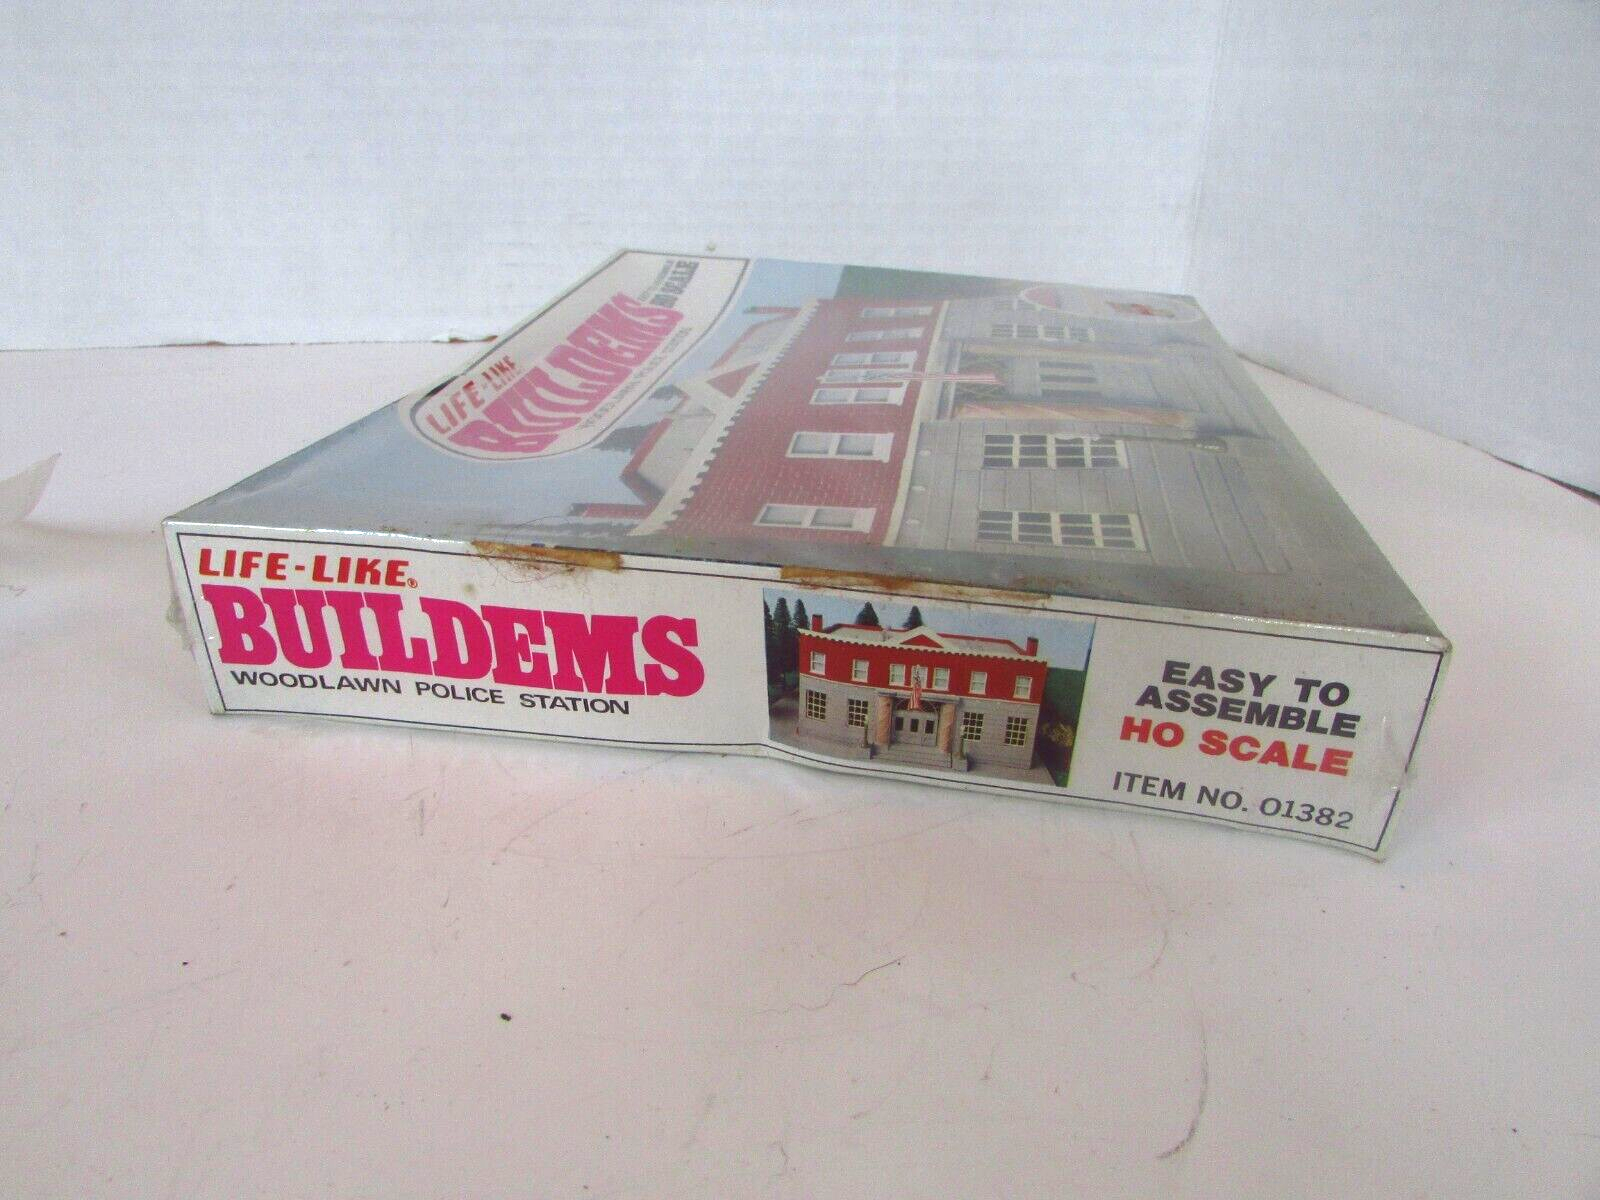 LIFE-LIKE
BUILDEMS
HO SCALE
LIFE-LIKE®
BUILDEMS
WOODLAWN POLICE STATION
EASY TO
ASSEMBLE
HO SCALE
ITEM NO. 01382